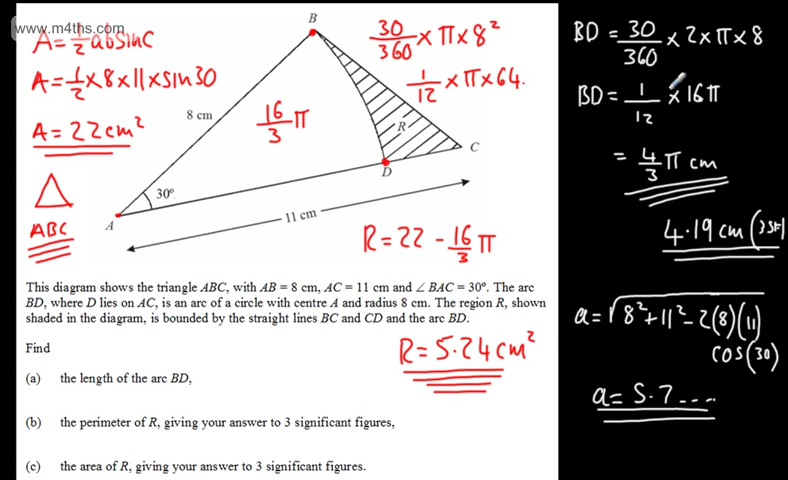 www.m4ths.com
A = 1/2 ab sin C
A = 1/2 × 8 × 11 × sin 30
A = 22 cm²
△
ABC
B
8 cm
16/3 π
R
C
D
30°
A
11 cm
30/360 × π × 8²
1/12 × π × 64.
R = 22 - 16/3 π
BD = 30/360 × 2 × π × 8
BD = 1/12 × 16π
= 4/3 π cm
4.19 cm (3SF)
a = √8² + 11² - 2(8)(11)
cos(30)
a = 5.7....
This diagram shows the triangle ABC, with AB = 8 cm, AC = 11 cm and ∠ BAC = 30°. The arc
BD, where D lies on AC, is an arc of a circle with centre A and radius 8 cm. The region R, shown
shaded in the diagram, is bounded by the straight lines BC and CD and the arc BD.
Find
R = 5.24 cm²
(a) the length of the arc BD,
(b) the perimeter of R, giving your answer to 3 significant figures,
(c) the area of R, giving your answer to 3 significant figures.